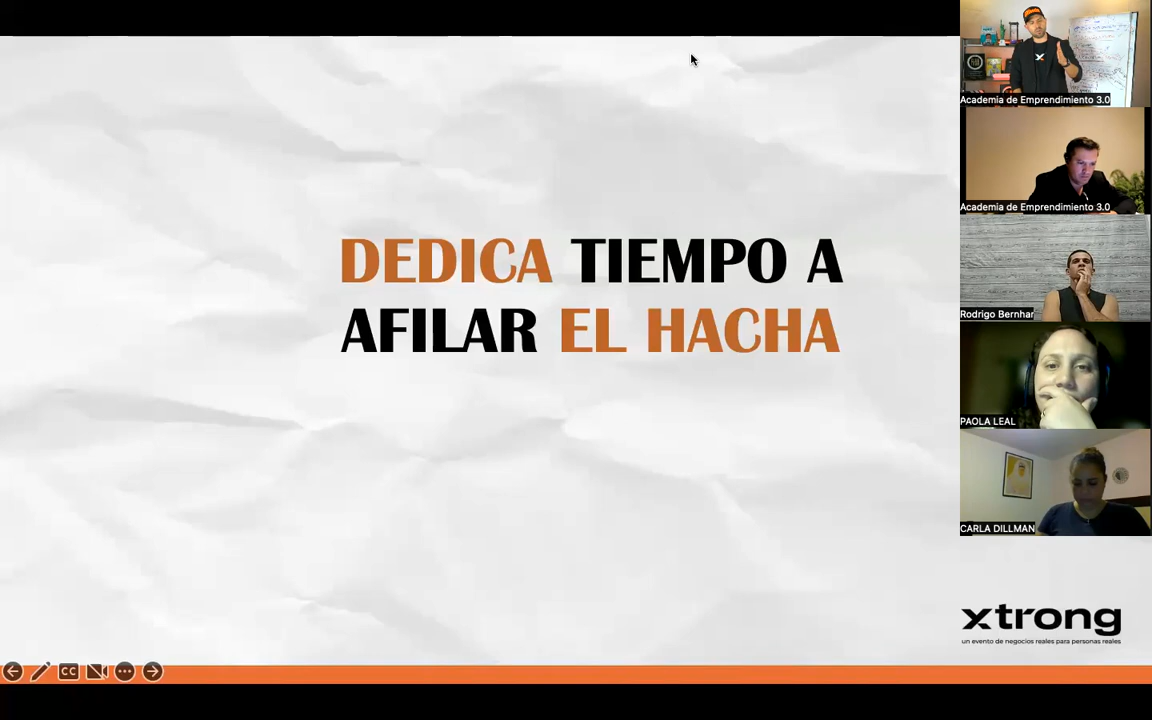 DEDICA TIEMPO A
AFILAR EL HACHA
Academia de Emprendimiento 3.0
Academia de Emprendimiento 3.0
Rodrigo Bernhar
PAOLA LEAL
CARLA DILLMAN
xtrong
un evento de negocios reales para personas reales
CC